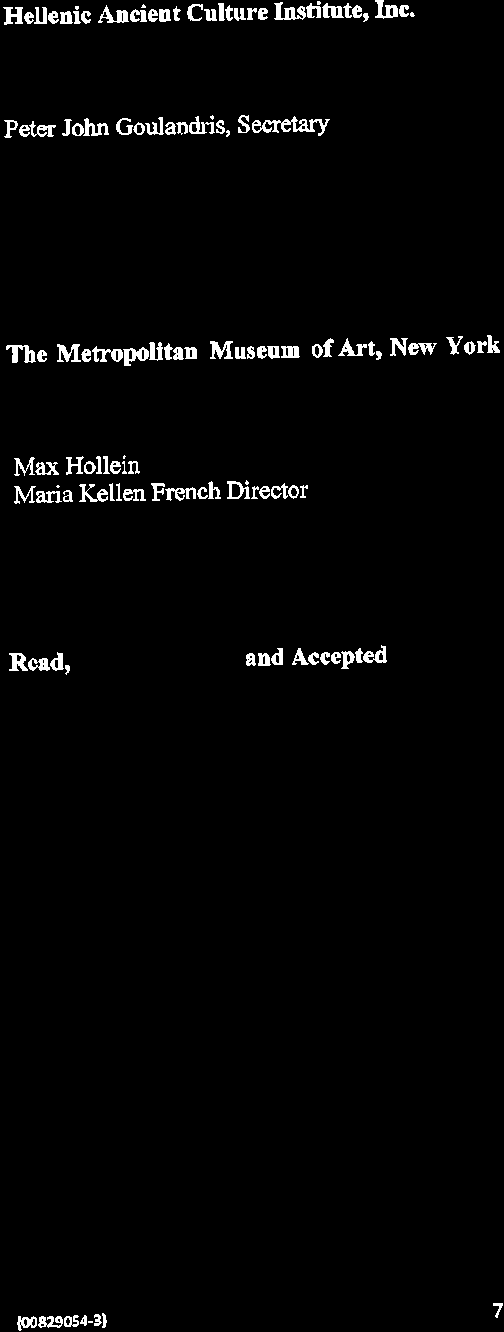 Hellenic Ancient Culture Institute, Inc.
Peter John Goulandris, Secretary
The Metropolitan Museum of Art, New York
Max Hollein
Maria Kellen French Director
Read, and Accepted
{00829054-3}
7